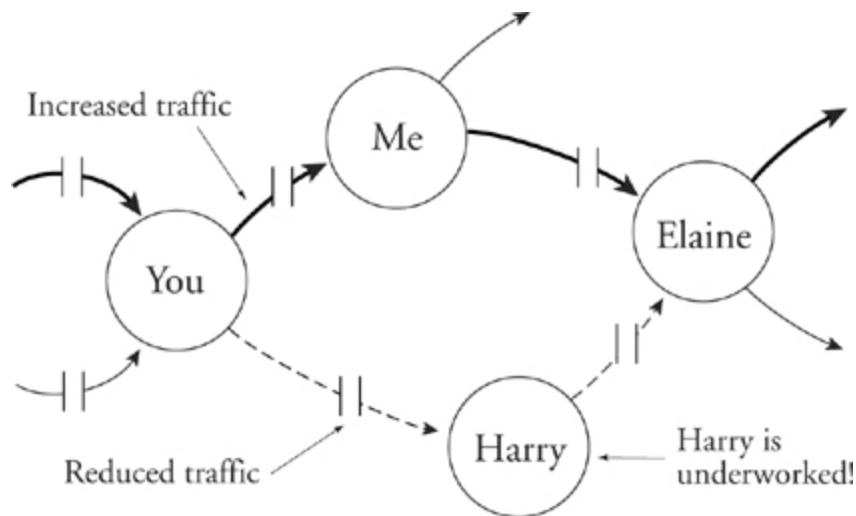 Increased traffic
Me
Elaine
You
Reduced traffic
Harry
Harry is
underworked!